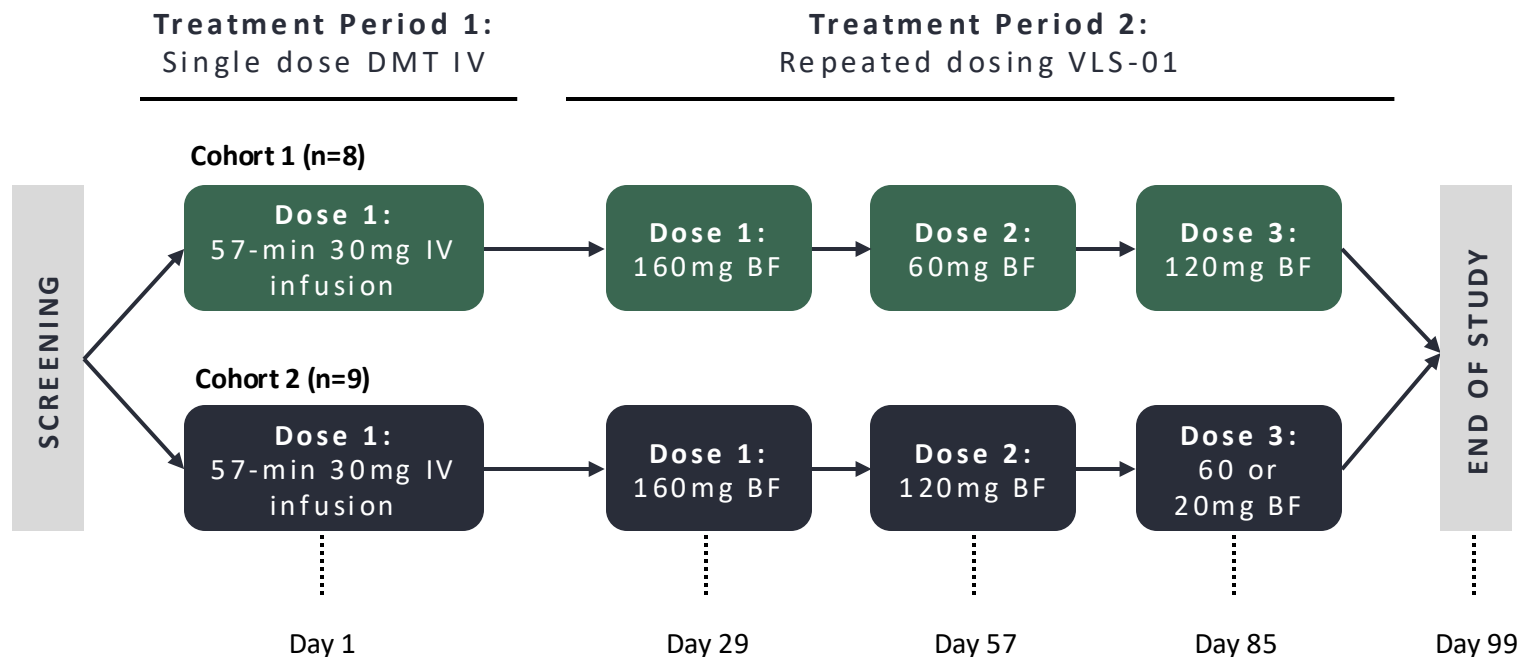 Treatment Period 1:
Single dose DMT IV
Treatment Period 2:
Repeated dosing VLS-01
SCREENING
Cohort 1 (n=8)
Dose 1:
57-min 30mg IV
infusion
Dose 1:
160mg BF
Dose 2:
60mg BF
Dose 3:
120mg BF
Cohort 2 (n=9)
Dose 1:
57-min 30mg IV
infusion
Dose 1:
160mg BF
Dose 2:
120mg BF
Dose 3:
60 or
20mg BF
END OF STUDY
Day 1
Day 29
Day 57
Day 85
Day 99